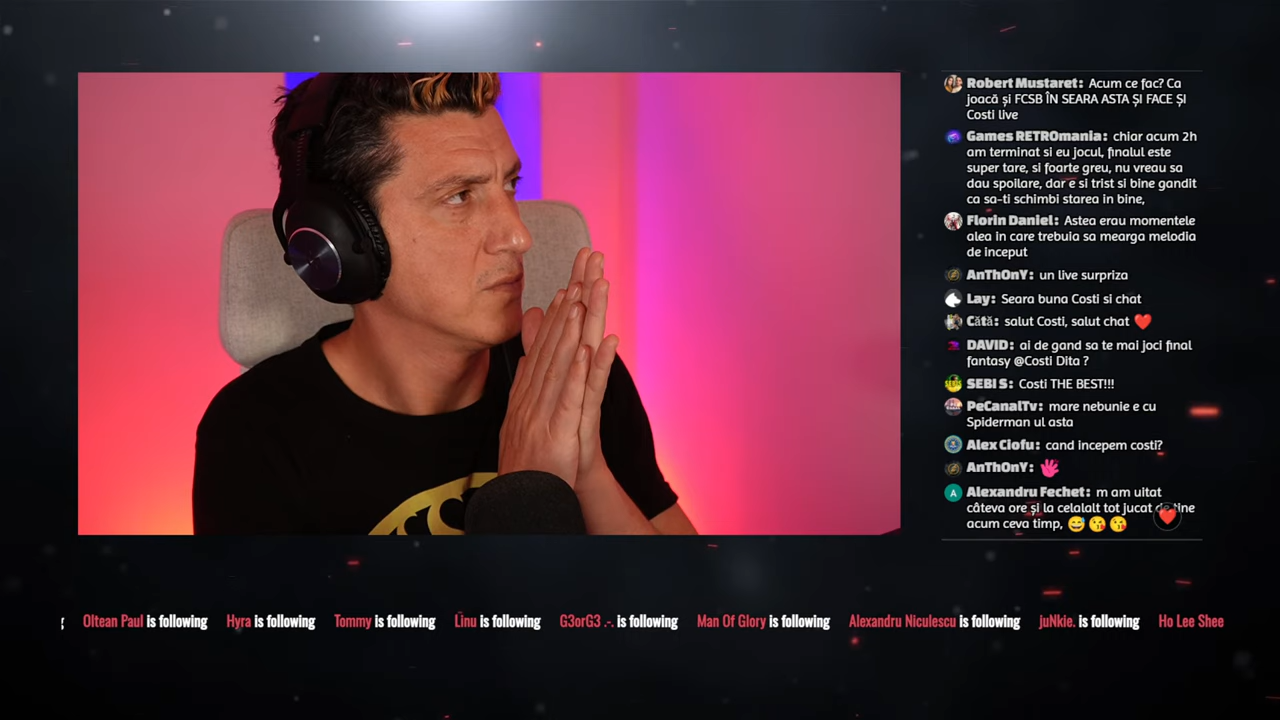 Robert Mustaret: Acum ce fac? Ca
joacă și FCSB ÎN SEARA ASTA ȘI FACE ȘI
Costi live
Games RETROmania: chiar acum 2h
am terminat si eu jocul, finalul este
super tare, si foarte greu, nu vreau sa
dau spoilare, dar e si trist si bine gandit
ca sa-ti schimbi starea in bine,
Florin Daniel: Astea erau momentele
alea in care trebuia sa mearga melodia
de inceput
AnThOnY: un live surpriza
Lay: Seara buna Costi si chat
Cătă: salut Costi, salut chat ❤️
DAVID: ai de gand sa te mai joci final
fantasy @Costi Dita ?
SEBI S: Costi THE BEST!!!
PeCanalTv: mare nebunie e cu
Spiderman ul asta
Alex Ciofu: cand incepem costi?
AnThOnY:
Alexandru Fechet: m am uitat
câteva ore și la celalalt tot jucat de tine
acum ceva timp, 😅😘😘
Oltean Paul is following Hyra is following Tommy is following Linu is following G3orG3 .-. is following Man Of Glory is following Alexandru Niculescu is following juNkie. is following Ho Lee Shee